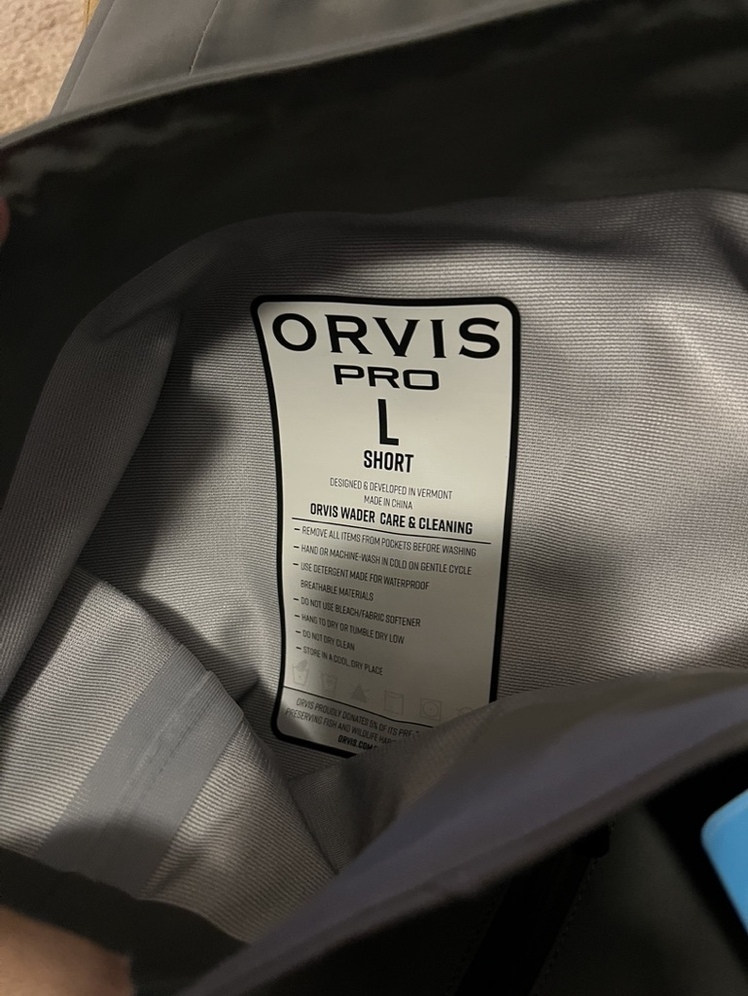 ORVIS
PRO
L
SHORT
DESIGNED & DEVELOPED IN VERMONT
MADE IN CHINA
ORVIS WADER CARE & CLEANING
– REMOVE ALL ITEMS FROM POCKETS BEFORE WASHING
– HAND OR MACHINE-WASH IN COLD ON GENTLE CYCLE
– USE DETERGENT MADE FOR WATERPROOF
BREATHABLE MATERIALS
– DO NOT USE BLEACH/FABRIC SOFTENER
– HANG TO DRY OR TUMBLE DRY LOW
– DO NOT DRY CLEAN
– STORE IN A COOL, DRY PLACE
ORVIS PROUDLY DONATES 5% OF ITS PRE-
PRESERVING FISH AND WILDLIFE
ORVIS.COM